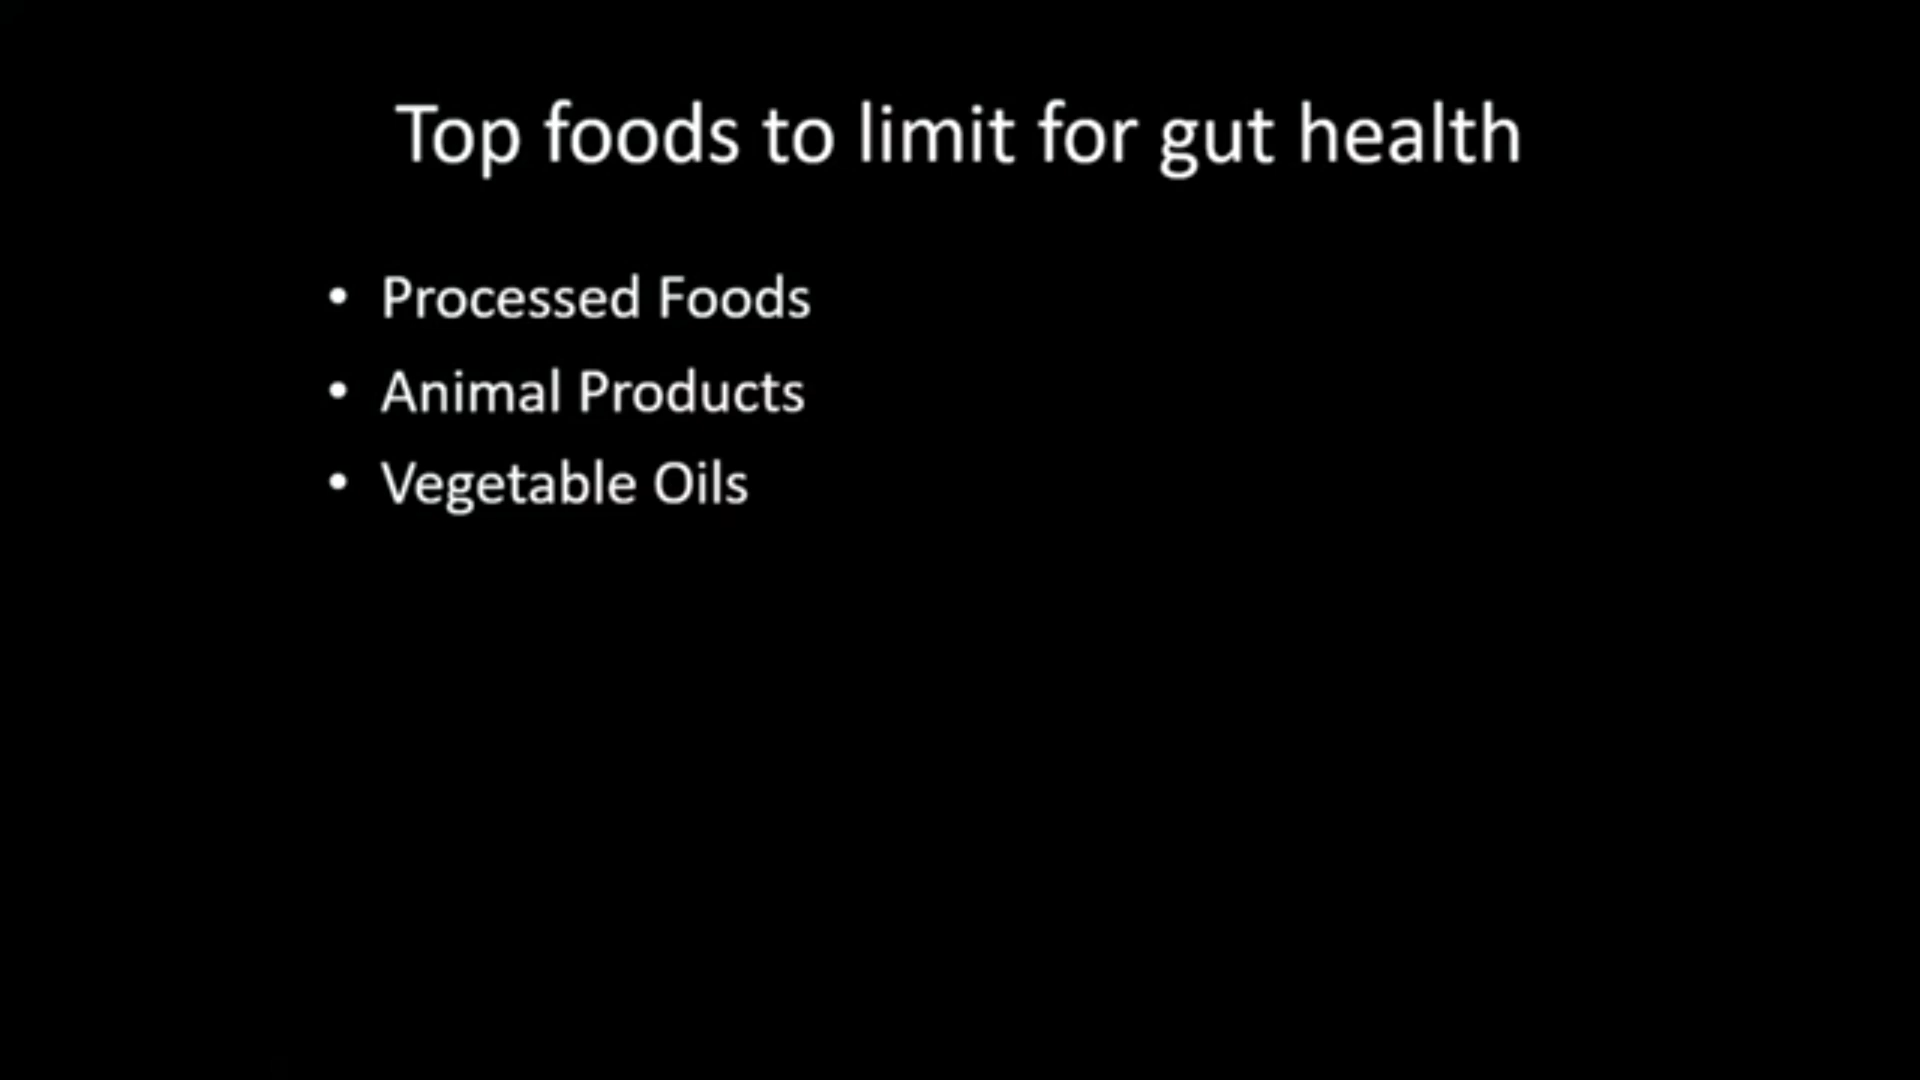 Top foods to limit for gut health
• Processed Foods
• Animal Products
• Vegetable Oils